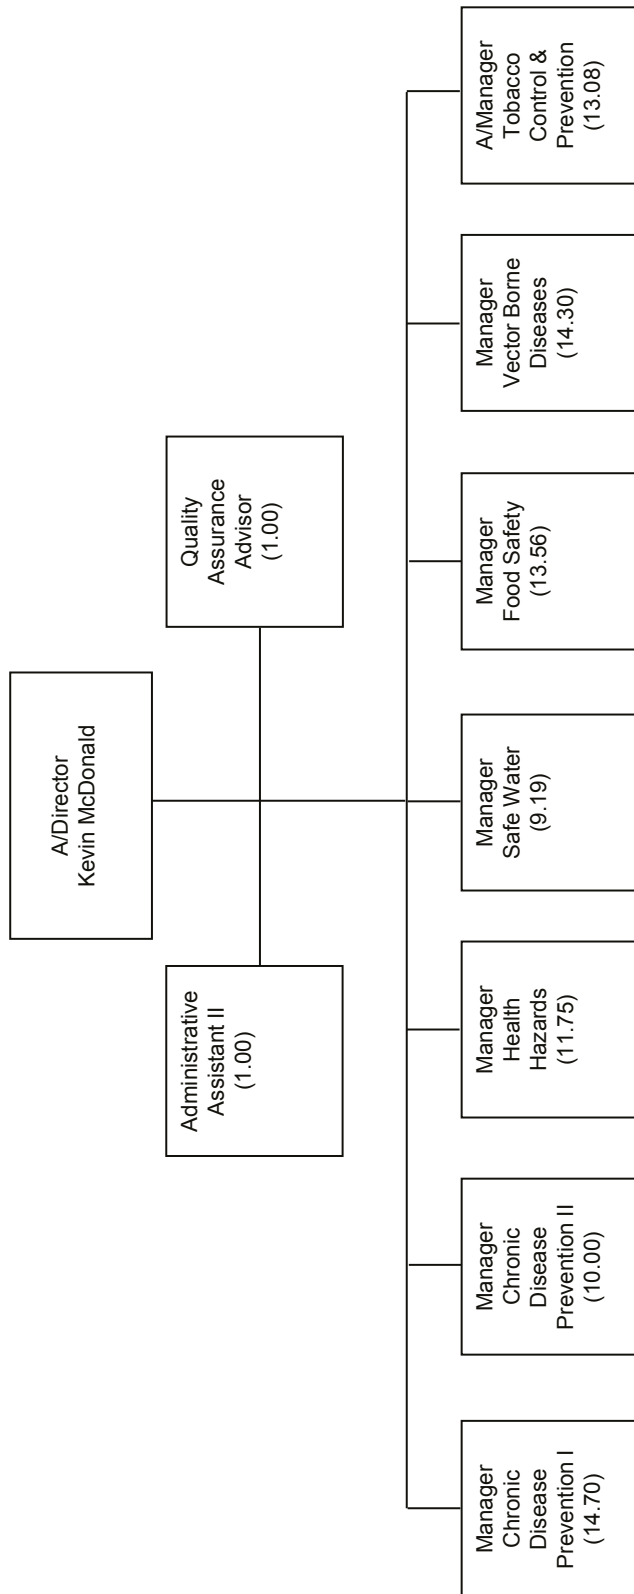 A/Director
Kevin McDonald
Administrative
Assistant II
(1.00)
Quality
Assurance
Advisor
(1.00)
Manager
Chronic
Disease
Prevention I
(14.70)
Manager
Chronic
Disease
Prevention II
(10.00)
Manager
Health
Hazards
(11.75)
Manager
Safe Water
(9.19)
Manager
Food Safety
(13.56)
Manager
Vector Borne
Diseases
(14.30)
A/Manager
Tobacco
Control &
Prevention
(13.08)